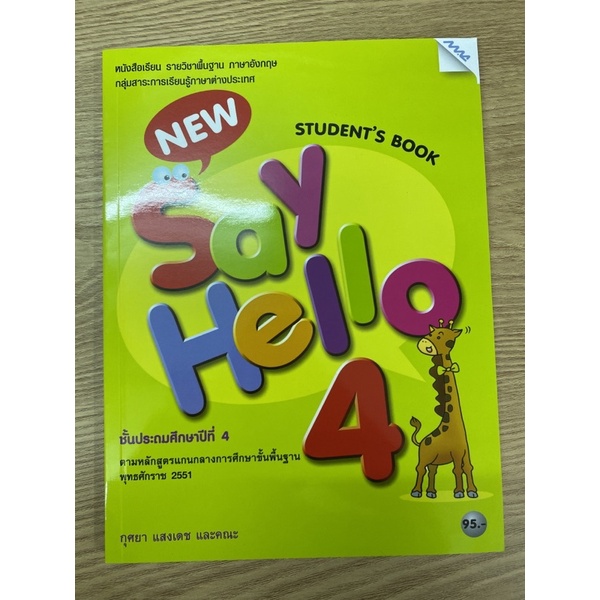 หนังสือเรียน รายวิชาพื้นฐาน ภาษาอังกฤษ
กลุ่มสาระการเรียนรู้ภาษาต่างประเทศ
MAC
NEW
STUDENT'S BOOK
Say
Hello
4
ชั้นประถมศึกษาปีที่ 4
ตามหลักสูตรแกนกลางการศึกษาขั้นพื้นฐาน
พุทธศักราช 2551
95.-
กุศยา แสงเดช และคณะ